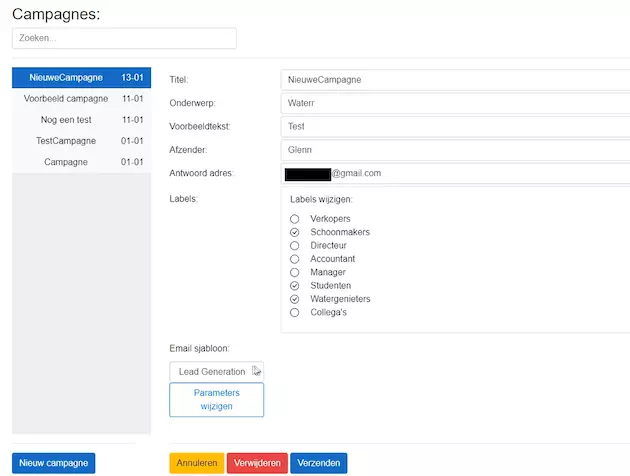 Campagnes:
Zoeken...
NieuweCampagne 13-01
Voorbeeld campagne 11-01
Nog een test 11-01
TestCampagne 01-01
Campagne 01-01
Titel: NieuweCampagne
Onderwerp: Waterr
Voorbeeldtekst: Test
Afzender: Glenn
Antwoord adres: @gmail.com
Labels: Labels wijzigen:
Verkopers
Schoonmakers
Directeur
Accountant
Manager
Studenten
Watergenieters
Collega's
Email sjabloon:
Lead Generation
Parameters
wijzigen
Nieuw campagne
Annuleren Verwijderen Verzenden